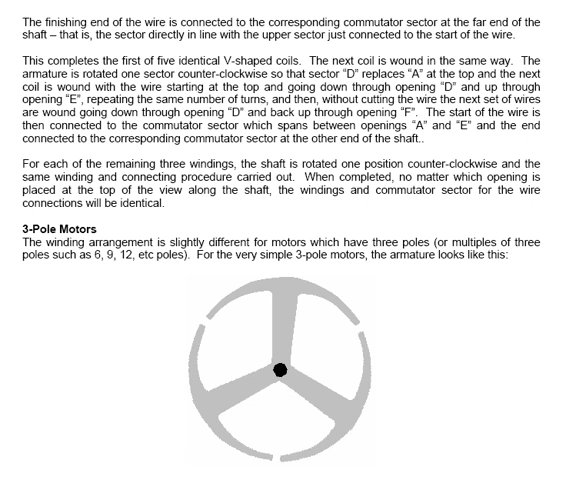 The finishing end of the wire is connected to the corresponding commutator sector at the far end of the
shaft – that is, the sector directly in line with the upper sector just connected to the start of the wire.
This completes the first of five identical V-shaped coils. The next coil is wound in the same way. The
armature is rotated one sector counter-clockwise so that sector “D” replaces “A” at the top and the next
coil is wound with the wire starting at the top and going down through opening “D” and up through
opening “E”, repeating the same number of turns, and then, without cutting the wire the next set of wires
are wound going down through opening “D” and back up through opening “F”. The start of the wire is
then connected to the commutator sector which spans between openings “A” and “E” and the end
connected to the corresponding commutator sector at the other end of the shaft..
For each of the remaining three windings, the shaft is rotated one position counter-clockwise and the
same winding and connecting procedure carried out. When completed, no matter which opening is
placed at the top of the view along the shaft, the windings and commutator sector for the wire
connections will be identical.
3-Pole Motors
The winding arrangement is slightly different for motors which have three poles (or multiples of three
poles such as 6, 9, 12, etc poles). For the very simple 3-pole motors, the armature looks like this: